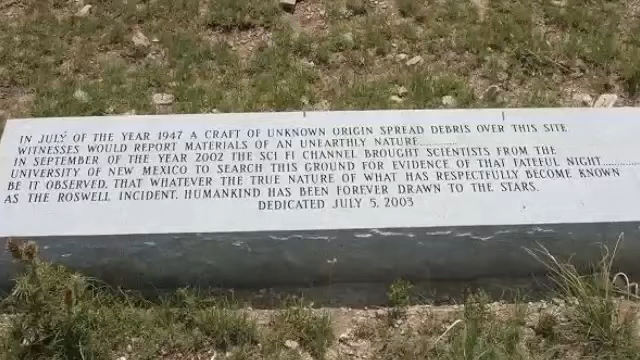 IN JULY OF THE YEAR 1947 A CRAFT OF UNKNOWN ORIGIN SPREAD DEBRIS OVER THIS SITE.
WITNESSES WOULD REPORT MATERIALS OF AN UNEARTHLY NATURE..........
IN SEPTEMBER OF THE YEAR 2002 THE SCI FI CHANNEL BROUGHT SCIENTISTS FROM THE
UNIVERSITY OF NEW MEXICO TO SEARCH THIS GROUND FOR EVIDENCE OF THAT FATEFUL NIGHT..........
BE IT OBSERVED, THAT WHATEVER THE TRUE NATURE OF WHAT HAS RESPECTFULLY BECOME KNOWN
AS THE ROSWELL INCIDENT, HUMANKIND HAS BEEN FOREVER DRAWN TO THE STARS.
DEDICATED JULY 5, 2003